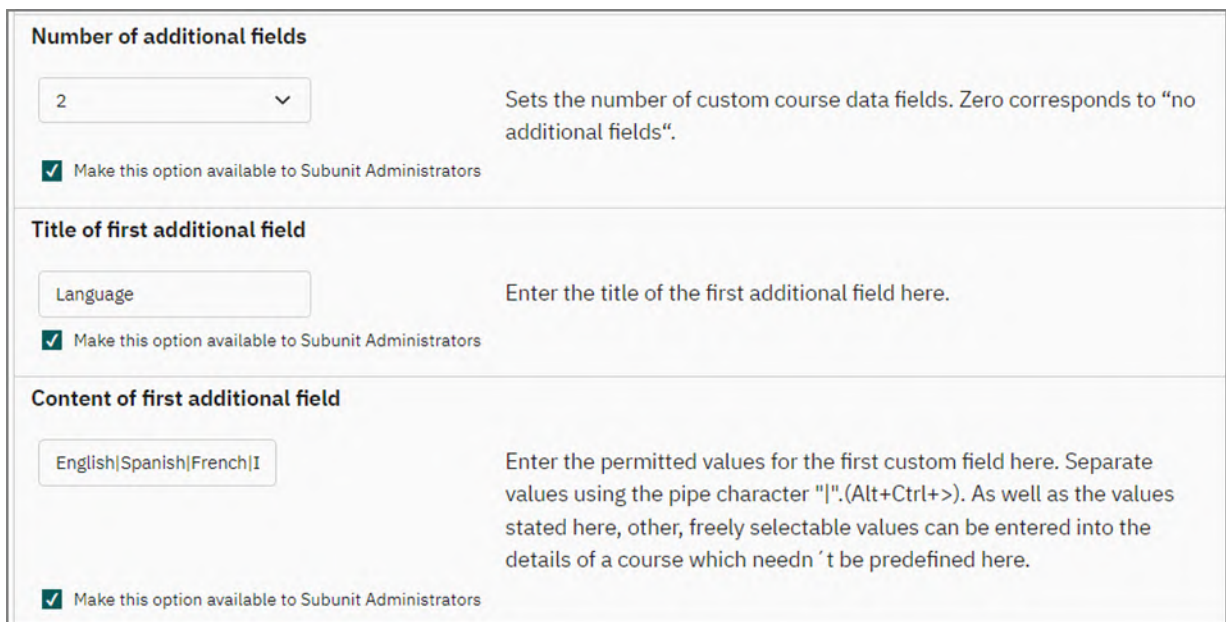 Number of additional fields
2
Sets the number of custom course data fields. Zero corresponds to “no
additional fields“.
Make this option available to Subunit Administrators
Title of first additional field
Language
Enter the title of the first additional field here.
Make this option available to Subunit Administrators
Content of first additional field
English|Spanish|French|I
Enter the permitted values for the first custom field here. Separate
values using the pipe character "|".(Alt+Ctrl+>). As well as the values
stated here, other, freely selectable values can be entered into the
details of a course which needn´t be predefined here.
Make this option available to Subunit Administrators